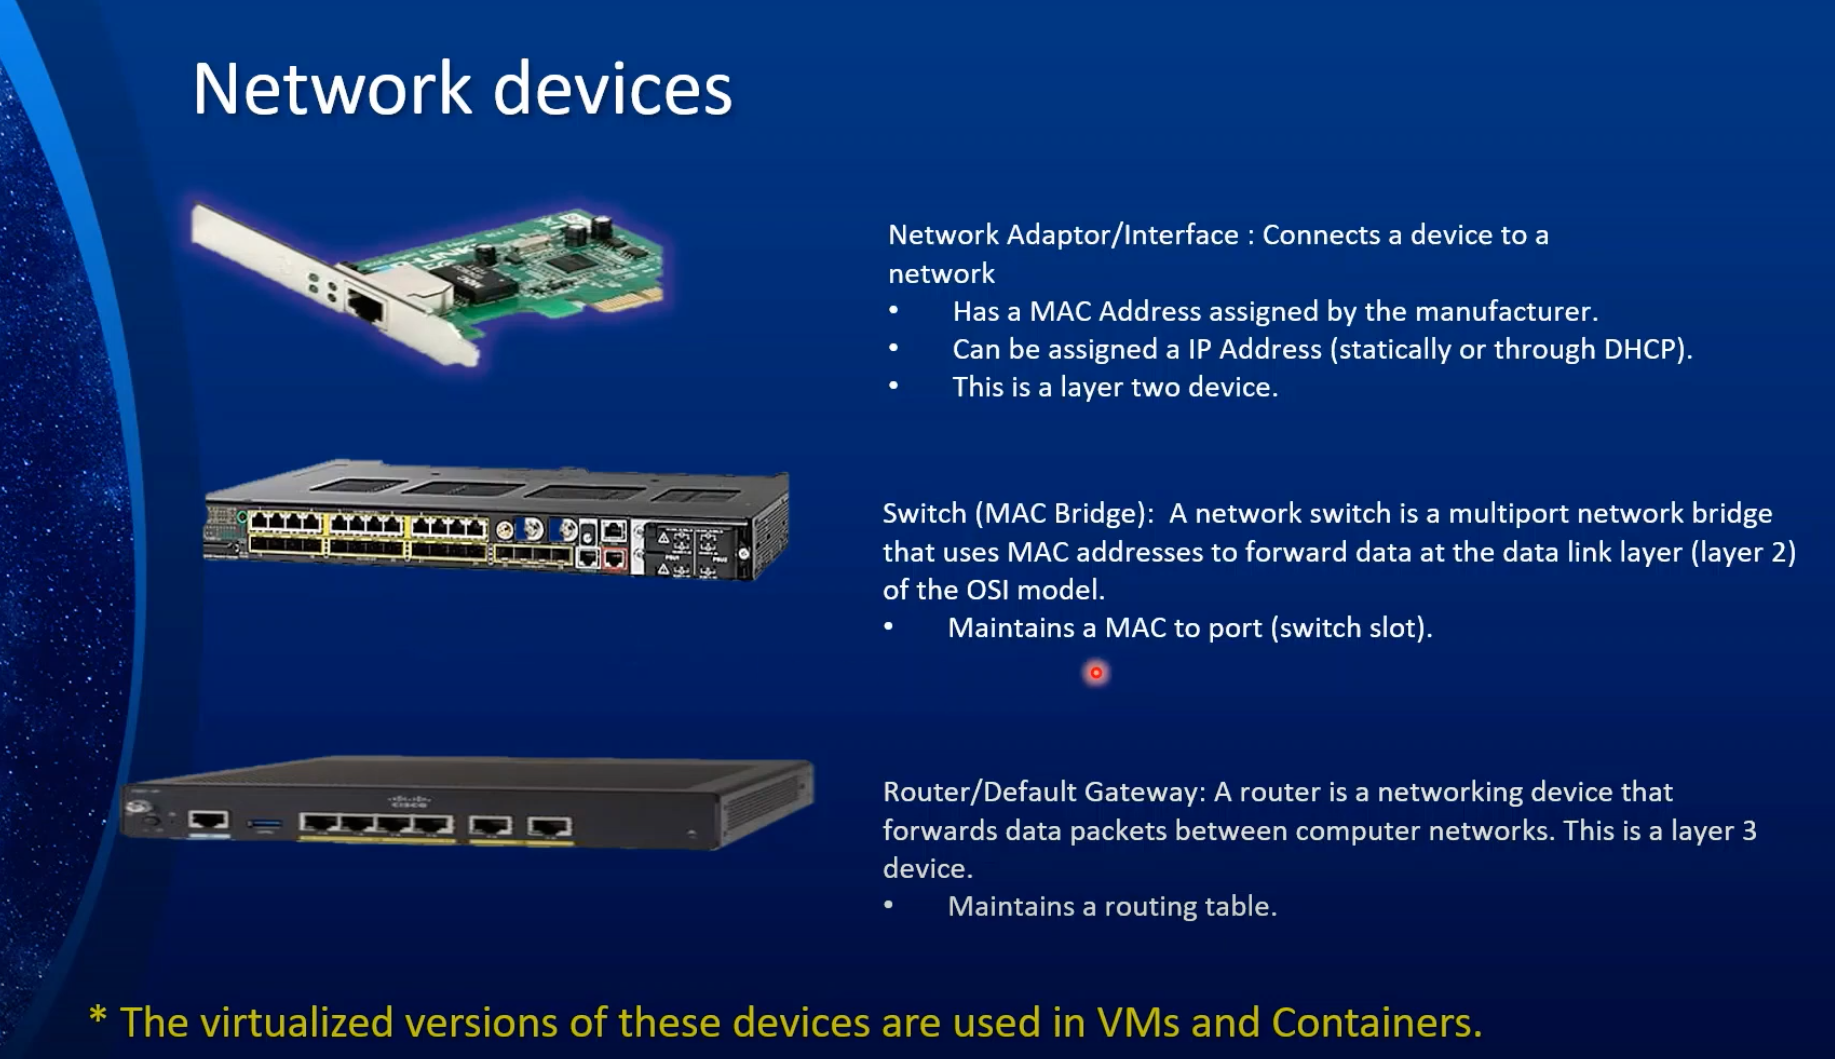 Network devices
Network Adaptor/Interface : Connects a device to a
network
• Has a MAC Address assigned by the manufacturer.
• Can be assigned a IP Address (statically or through DHCP).
• This is a layer two device.
Switch (MAC Bridge): A network switch is a multiport network bridge
that uses MAC addresses to forward data at the data link layer (layer 2)
of the OSI model.
• Maintains a MAC to port (switch slot).
CISCO
Router/Default Gateway: A router is a networking device that
forwards data packets between computer networks. This is a layer 3
device.
• Maintains a routing table.
* The virtualized versions of these devices are used in VMs and Containers.